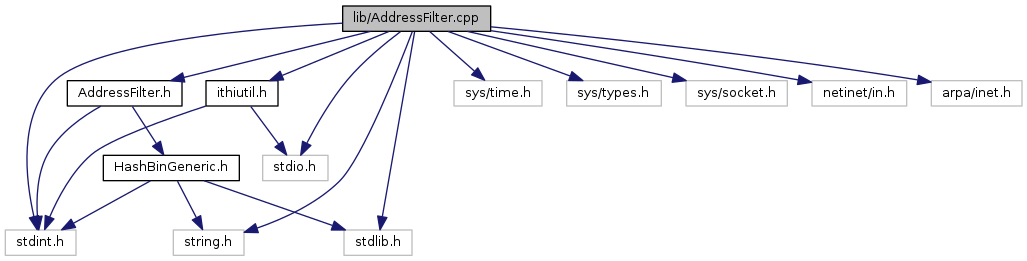 lib/AddressFilter.cpp
AddressFilter.h
ithiutil.h
sys/time.h
sys/types.h
sys/socket.h
netinet/in.h
arpa/inet.h
HashBinGeneric.h
stdio.h
stdint.h
string.h
stdlib.h